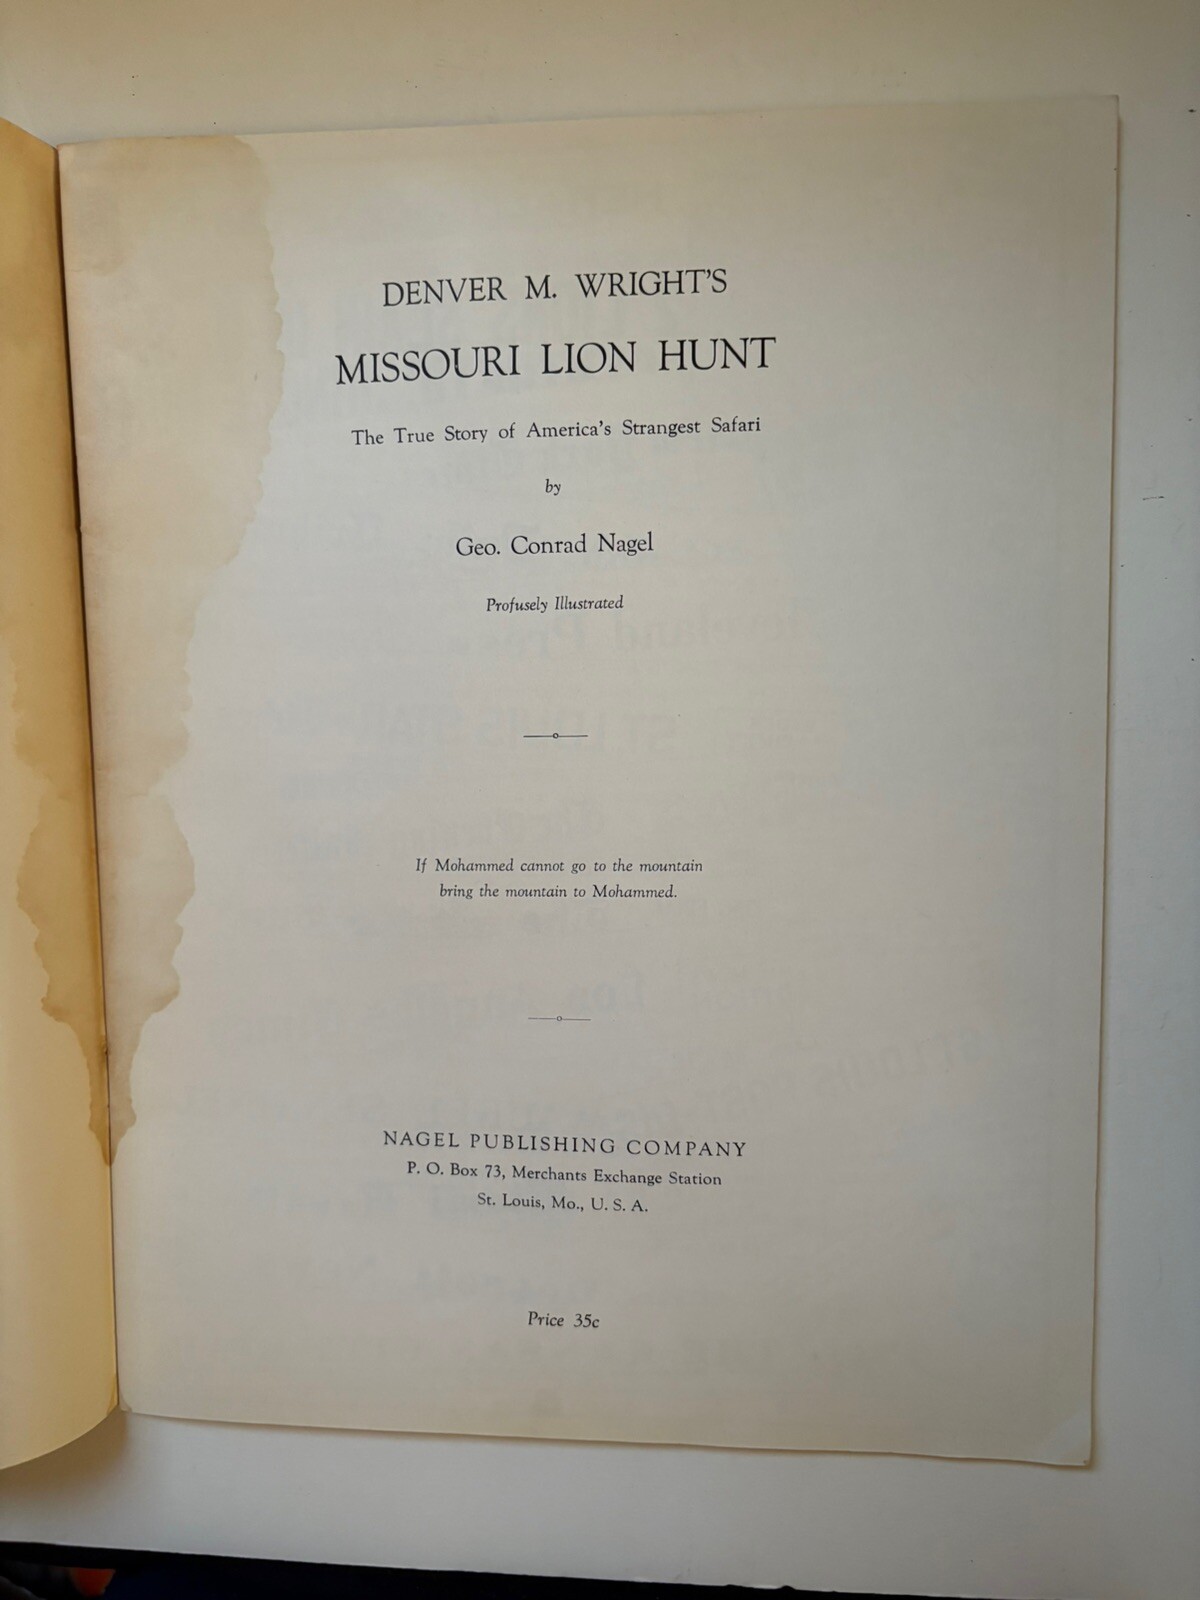 DENVER M. WRIGHT'S
MISSOURI LION HUNT
The True Story of America's Strangest Safari
by
Geo. Conrad Nagel
Profusely Illustrated
If Mohammed cannot go to the mountain
bring the mountain to Mohammed.
NAGEL PUBLISHING COMPANY
P. O. Box 73, Merchants Exchange Station
St. Louis, Mo., U. S. A.
Price 35c